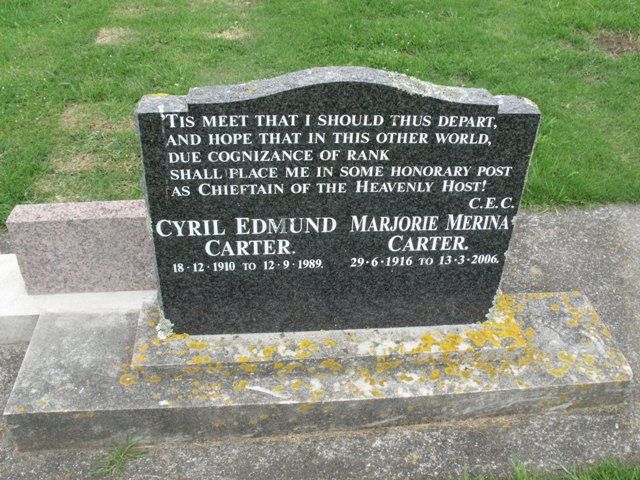 'TIS MEET THAT I SHOULD THUS DEPART,
AND HOPE THAT IN THIS OTHER WORLD,
DUE COGNIZANCE OF RANK
SHALL PLACE ME IN SOME HONORARY POST
AS CHIEFTAIN OF THE HEAVENLY HOST!
C.E.C.
CYRIL EDMUND
CARTER.
18·12·1910 TO 12·9·1989.
MARJORIE MERINA
CARTER.
29·6·1916 TO 13·3·2006.